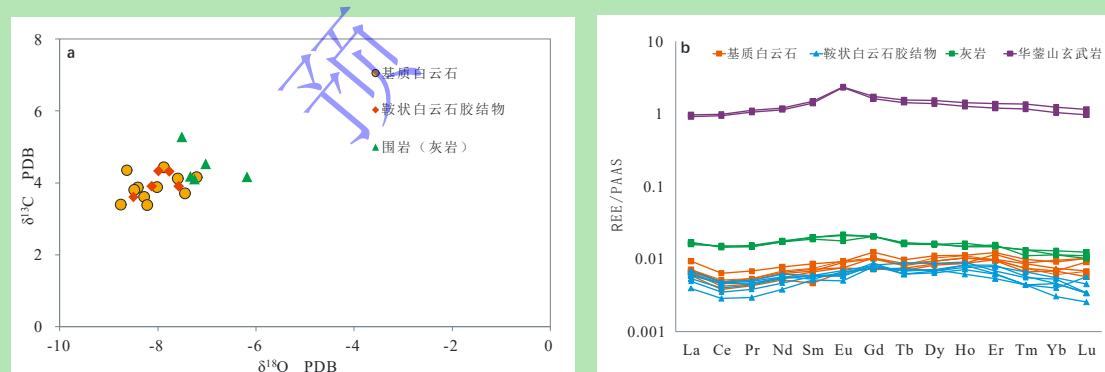 a
8
6
4
2
0
-10
-8
-6
-4
-2
0
δ¹³C PDB
δ¹⁸O PDB
基质白云石
鞍状白云石胶结物
围岩（灰岩）
预
b
基质白云石
鞍状白云石胶结物
灰岩
华蓥山玄武岩
10
1
0.1
0.01
0.001
REE/PAAS
La Ce Pr Nd Sm Eu Gd Tb Dy Ho Er Tm Yb Lu